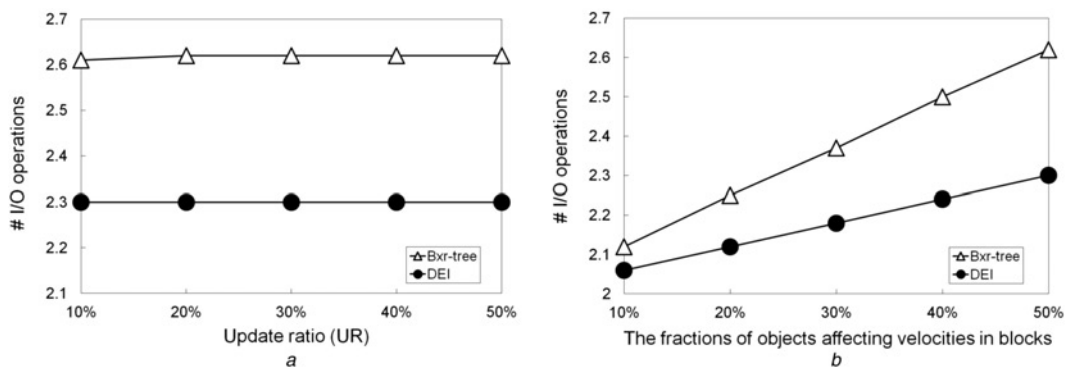 2.7
2.6
2.5
2.4
2.3
2.2
2.1
# I/O operations
Bxr-tree
DEI
10% 20% 30% 40% 50%
Update ratio (UR)
a
2.7
2.6
2.5
2.4
2.3
2.2
2.1
2
# I/O operations
Bxr-tree
DEI
10% 20% 30% 40% 50%
The fractions of objects affecting velocities in blocks
b